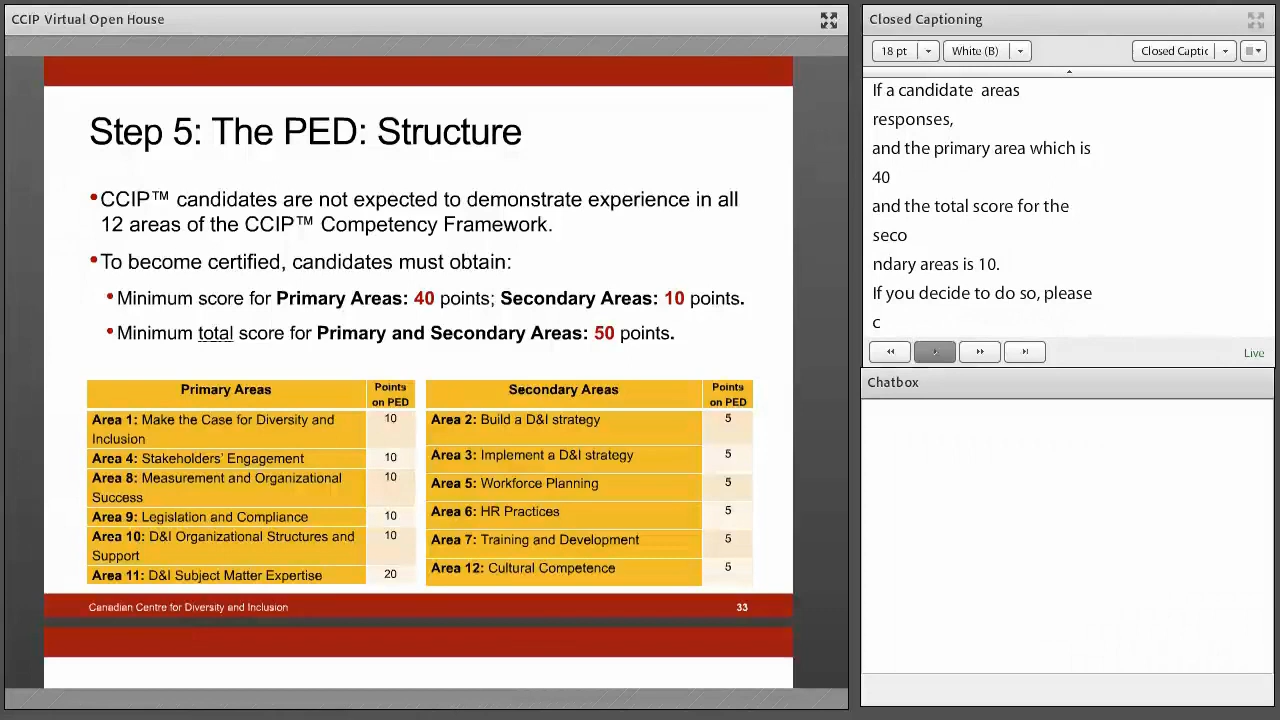 CCIP Virtual Open House
Step 5: The PED: Structure
•CCIP™ candidates are not expected to demonstrate experience in all
12 areas of the CCIP™ Competency Framework.
•To become certified, candidates must obtain:
•Minimum score for Primary Areas: 40 points; Secondary Areas: 10 points.
•Minimum total score for Primary and Secondary Areas: 50 points.
Primary Areas Points
on PED
Area 1: Make the Case for Diversity and 10
Inclusion
Area 4: Stakeholders' Engagement 10
Area 8: Measurement and Organizational 10
Success
Area 9: Legislation and Compliance 10
Area 10: D&I Organizational Structures and 10
Support
Area 11: D&I Subject Matter Expertise 20
Secondary Areas Points
on PED
Area 2: Build a D&I strategy 5
Area 3: Implement a D&I strategy 5
Area 5: Workforce Planning 5
Area 6: HR Practices 5
Area 7: Training and Development 5
Area 12: Cultural Competence 5
Canadian Centre for Diversity and Inclusion 33
Closed Captioning
18 pt White (B) Closed Captic
If a candidate areas
responses,
and the primary area which is
40
and the total score for the
seco
ndary areas is 10.
If you decide to do so, please
c
Live
Chatbox